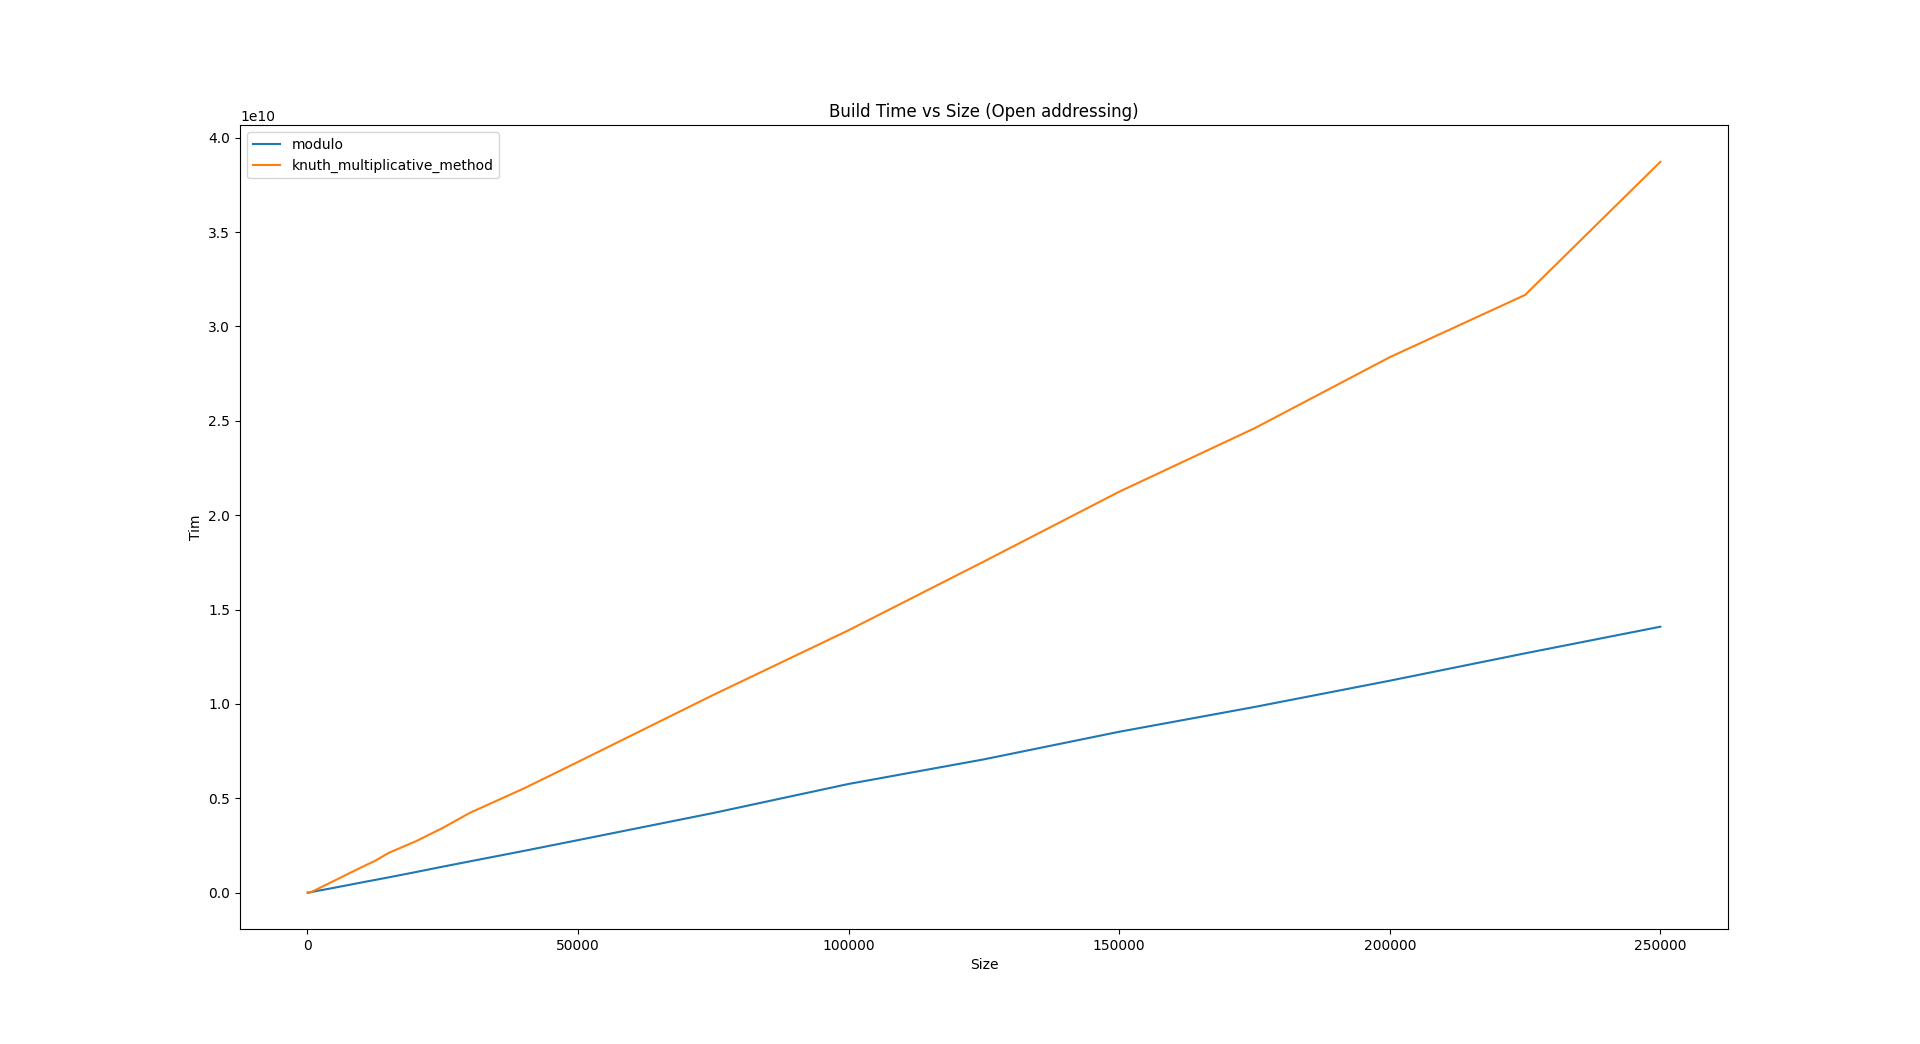 Build Time vs Size (Open addressing)
1e10
modulo
knuth_multiplicative_method
4.0
3.5
3.0
2.5
2.0
1.5
1.0
0.5
0.0
Tim
0 50000 100000 150000 200000 250000
Size